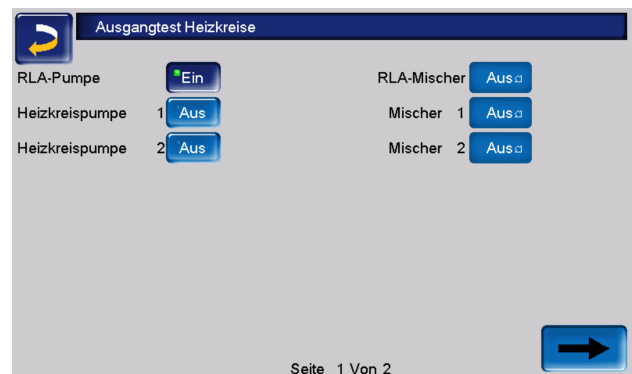 Ausgangtest Heizkreise
RLA-Pumpe Ein RLA-Mischer Aus
Heizkreispumpe 1 Aus Mischer 1 Aus
Heizkreispumpe 2 Aus Mischer 2 Aus
Seite 1 Von 2